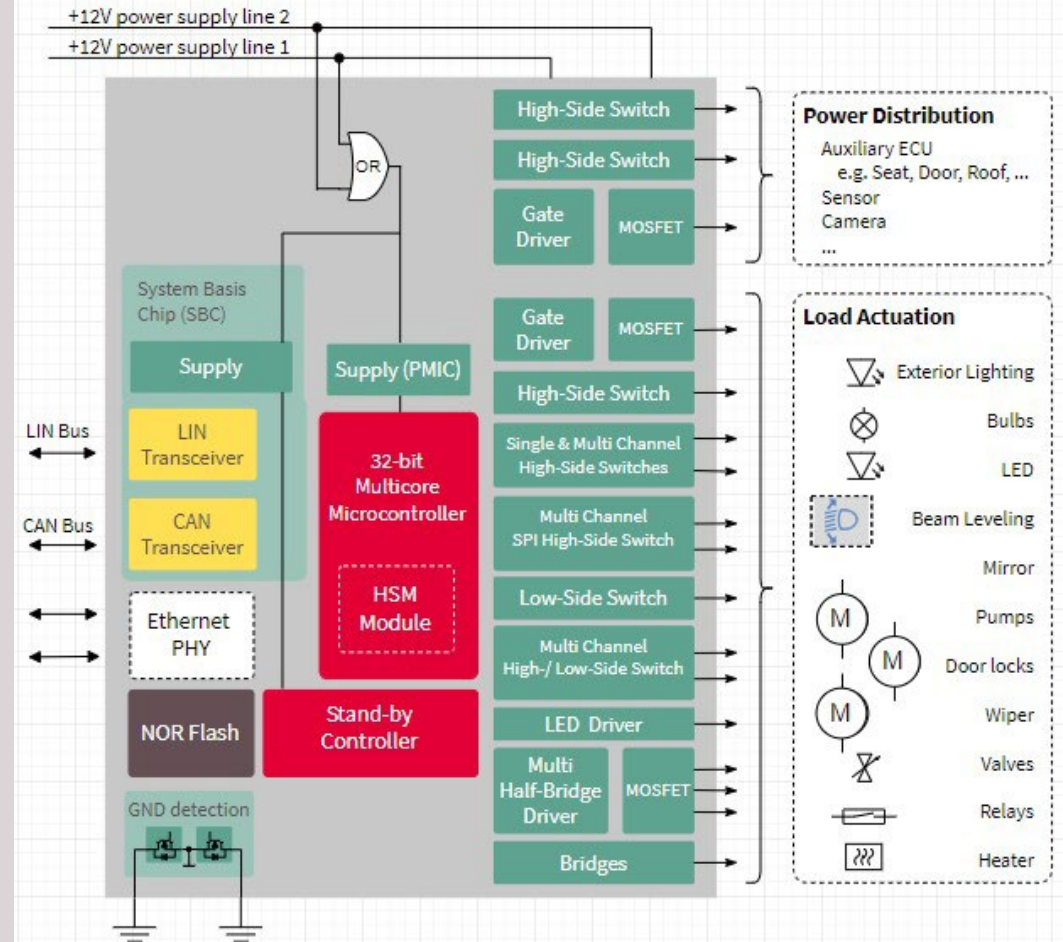 +12V power supply line 2
+12V power supply line 1
OR
High-Side Switch
High-Side Switch
Gate
Driver
MOSFET
Power Distribution
Auxiliary ECU
e.g. Seat, Door, Roof, ...
Sensor
Camera
...
System Basis
Chip (SBC)
Supply
LIN
Transceiver
CAN
Transceiver
LIN Bus
CAN Bus
Ethernet
PHY
NOR Flash
GND detection
Supply (PMIC)
32-bit
Multicore
Microcontroller
HSM
Module
Stand-by
Controller
Gate
Driver
MOSFET
High-Side Switch
Single & Multi Channel
High-Side Switches
Multi Channel
SPI High-Side Switch
Low-Side Switch
Multi Channel
High-/ Low-Side Switch
LED Driver
Multi
Half-Bridge
Driver
MOSFET
Bridges
Load Actuation
Exterior Lighting
Bulbs
LED
Beam Leveling
Mirror
M
Pumps
M
Door locks
M
Wiper
Valves
Relays
Heater